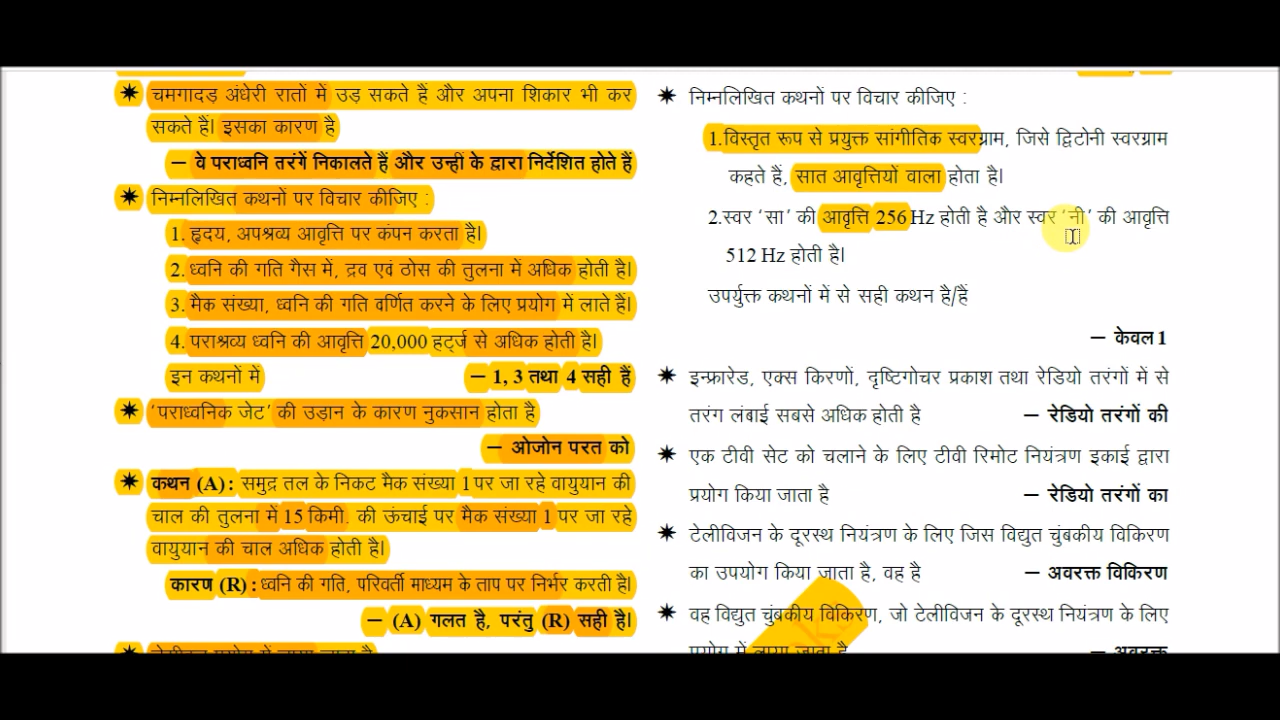 ✷ चमगादड़ अंधेरी रातों में उड़ सकते हैं और अपना शिकार भी कर
सकते हैं। इसका कारण है
– वे पराध्वनि तरंगें निकालते हैं और उन्हीं के द्वारा निर्देशित होते हैं
✷ निम्नलिखित कथनों पर विचार कीजिए :
1. हृदय, अपश्रव्य आवृत्ति पर कंपन करता है।
2. ध्वनि की गति गैस में, द्रव एवं ठोस की तुलना में अधिक होती है।
3. मैक संख्या, ध्वनि की गति वर्णित करने के लिए प्रयोग में लाते हैं।
4. पराश्रव्य ध्वनि की आवृत्ति 20,000 हर्ट्ज से अधिक होती है।
इन कथनों में – 1, 3 तथा 4 सही हैं
✷ 'पराध्वनिक जेट' की उड़ान के कारण नुकसान होता है
– ओजोन परत को
✷ कथन (A) : समुद्र तल के निकट मैक संख्या 1 पर जा रहे वायुयान की
चाल की तुलना में 15 किमी. की ऊंचाई पर मैक संख्या 1 पर जा रहे
वायुयान की चाल अधिक होती है।
कारण (R) : ध्वनि की गति, परिवर्ती माध्यम के ताप पर निर्भर करती है।
– (A) गलत है, परंतु (R) सही है।
✷ निम्नलिखित कथनों पर विचार कीजिए :
1.विस्तृत रूप से प्रयुक्त सांगीतिक स्वरग्राम, जिसे द्विटोनी स्वरग्राम
कहते हैं, सात आवृत्तियों वाला होता है।
2.स्वर 'सा' की आवृत्ति 256 Hz होती है और स्वर 'नी' की आवृत्ति
512 Hz होती है।
उपर्युक्त कथनों में से सही कथन है/हैं
– केवल 1
✷ इन्फ्रारेड, एक्स किरणों, दृष्टिगोचर प्रकाश तथा रेडियो तरंगों में से
तरंग लंबाई सबसे अधिक होती है – रेडियो तरंगों की
✷ एक टीवी सेट को चलाने के लिए टीवी रिमोट नियंत्रण इकाई द्वारा
प्रयोग किया जाता है – रेडियो तरंगों का
✷ टेलीविजन के दूरस्थ नियंत्रण के लिए जिस विद्युत चुंबकीय विकिरण
का उपयोग किया जाता है, वह है – अवरक्त विकिरण
✷ वह विद्युत चुंबकीय विकिरण, जो टेलीविजन के दूरस्थ नियंत्रण के लिए
प्रयोग में लाया जाता है – अवरक्त